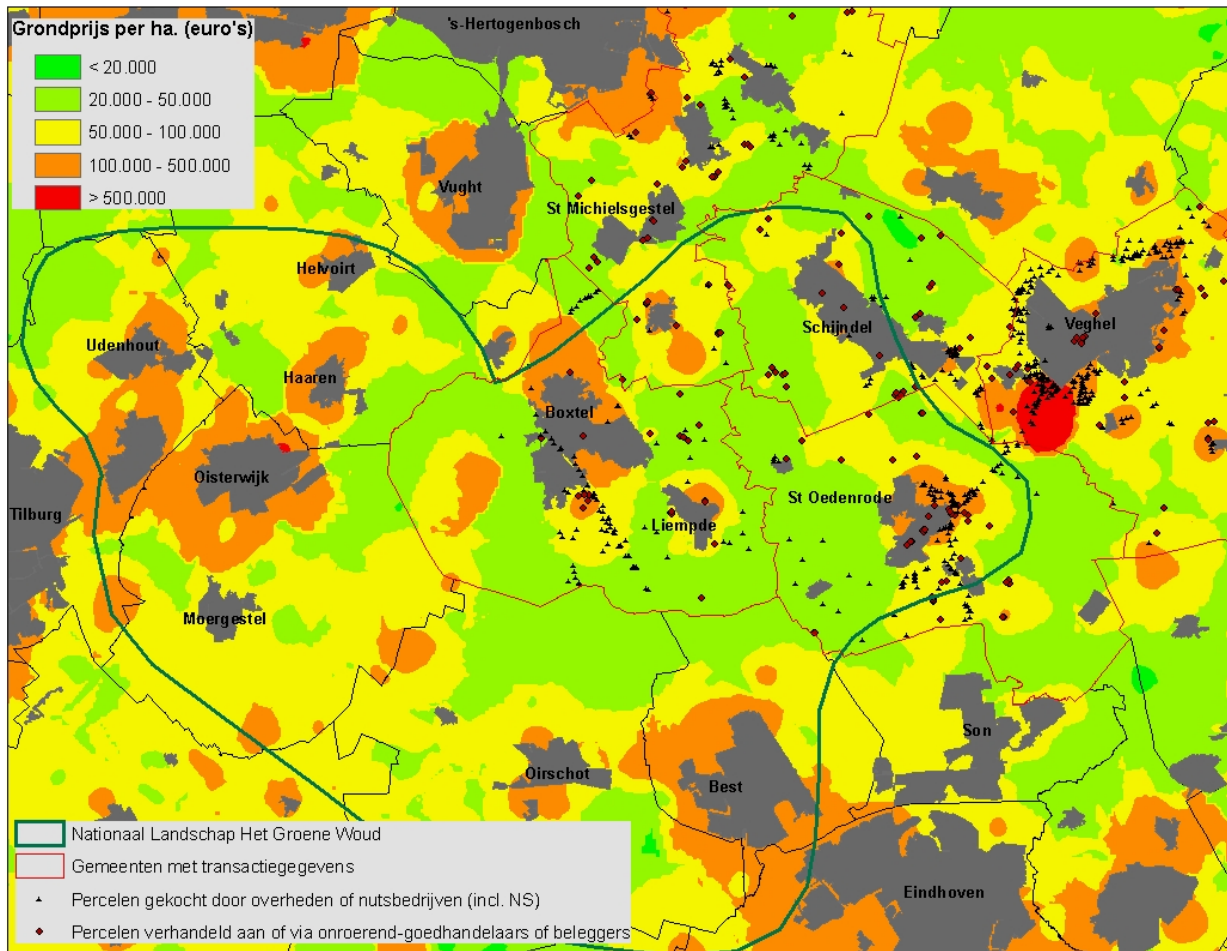 Grondprijs per ha. (euro's)
< 20.000
20.000 - 50.000
50.000 - 100.000
100.000 - 500.000
> 500.000
's-Hertogenbosch
Vught
St Michielsgestel
Helvoirt
Udenhout
Haaren
Schijndel
Veghel
Boxtel
Oisterwijk
Tilburg
St Oedenrode
Liempde
Moergestel
Son
Oirschot
Best
Eindhoven
Nationaal Landschap Het Groene Woud
Gemeenten met transactiegegevens
Percelen gekocht door overheden of nutsbedrijven (incl. NS)
Percelen verhandeld aan of via onroerend-goedhandelaars of beleggers